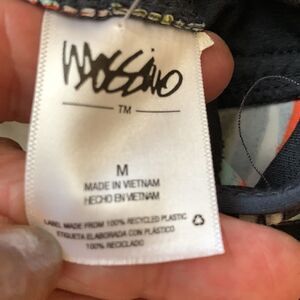 Mossimo
TM
M
MADE IN VIETNAM
HECHO EN VIETNAM
LABEL MADE FROM 100% RECYCLED PLASTIC
ETIQUETA ELABORADA CON PLÁSTICO
100% RECICLADO